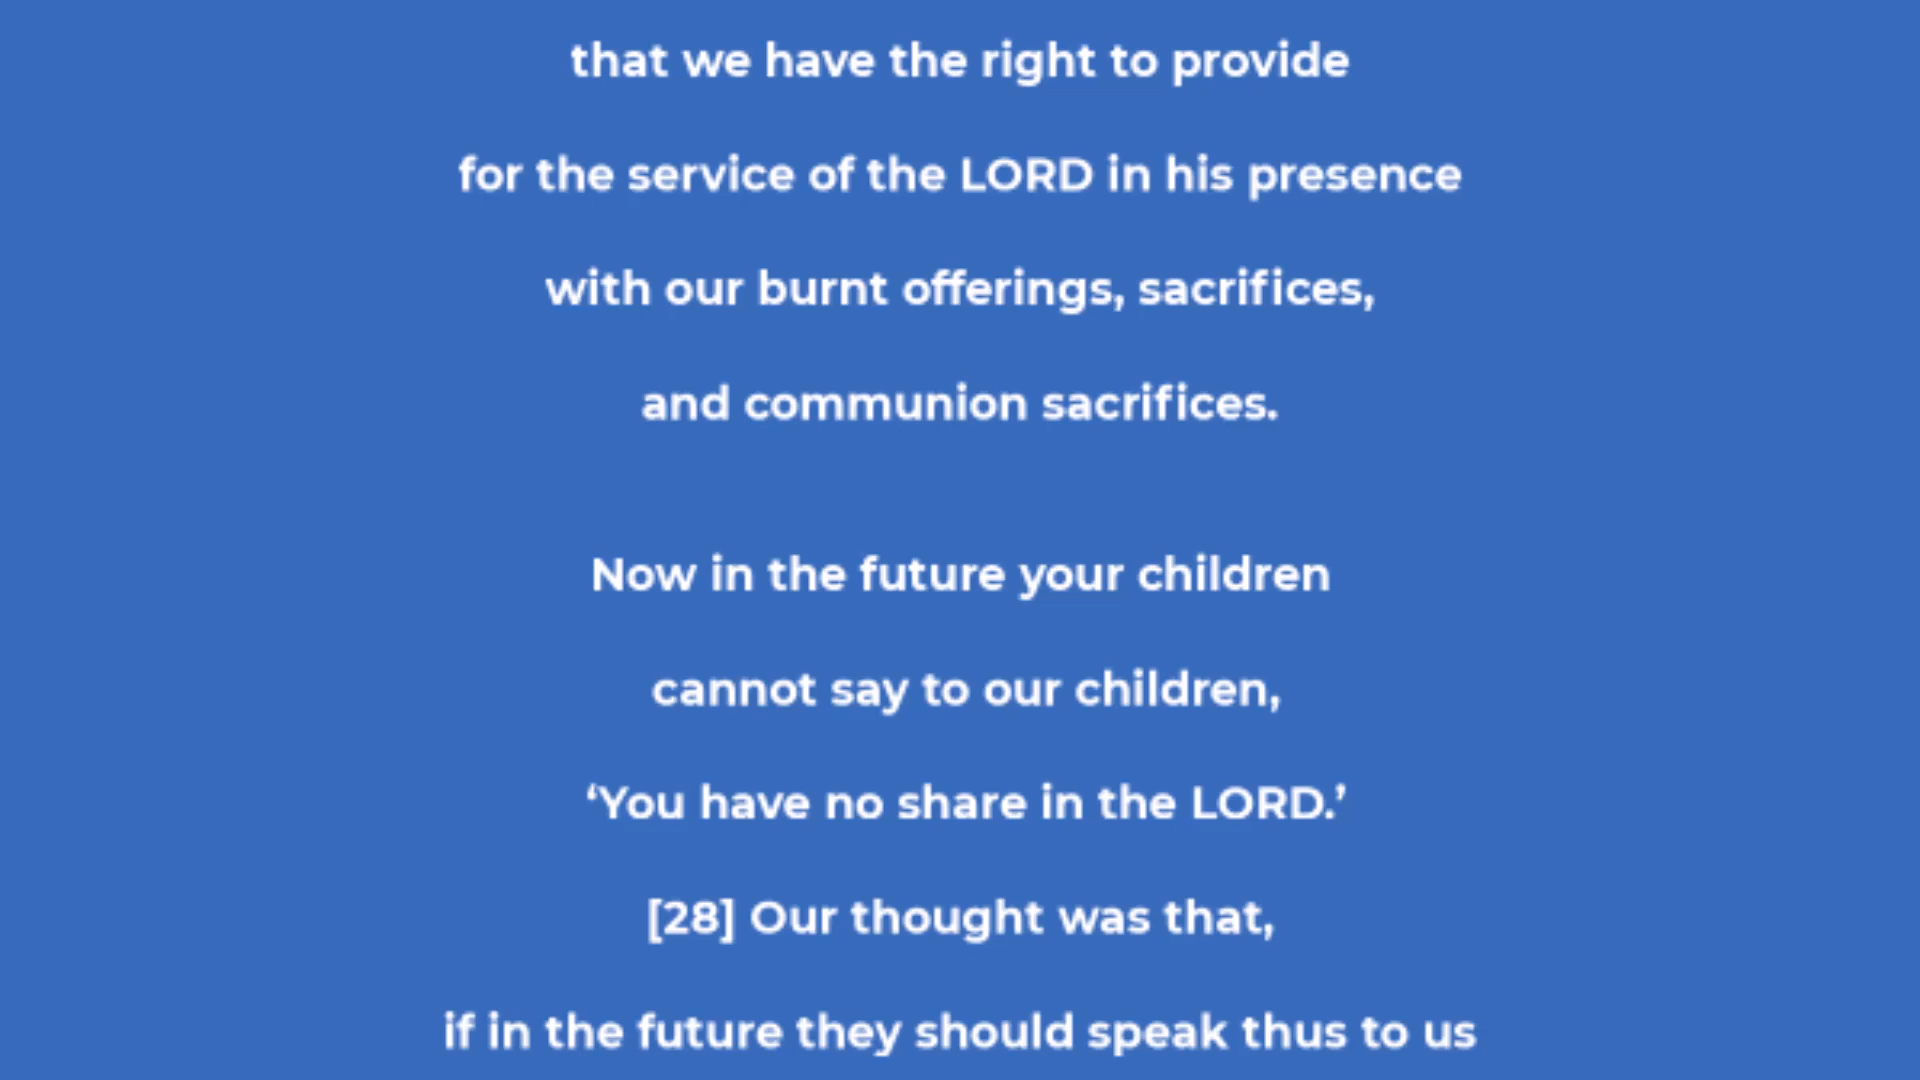 that we have the right to provide
for the service of the LORD in his presence
with our burnt offerings, sacrifices,
and communion sacrifices.
Now in the future your children
cannot say to our children,
‘You have no share in the LORD.’
[28] Our thought was that,
if in the future they should speak thus to us